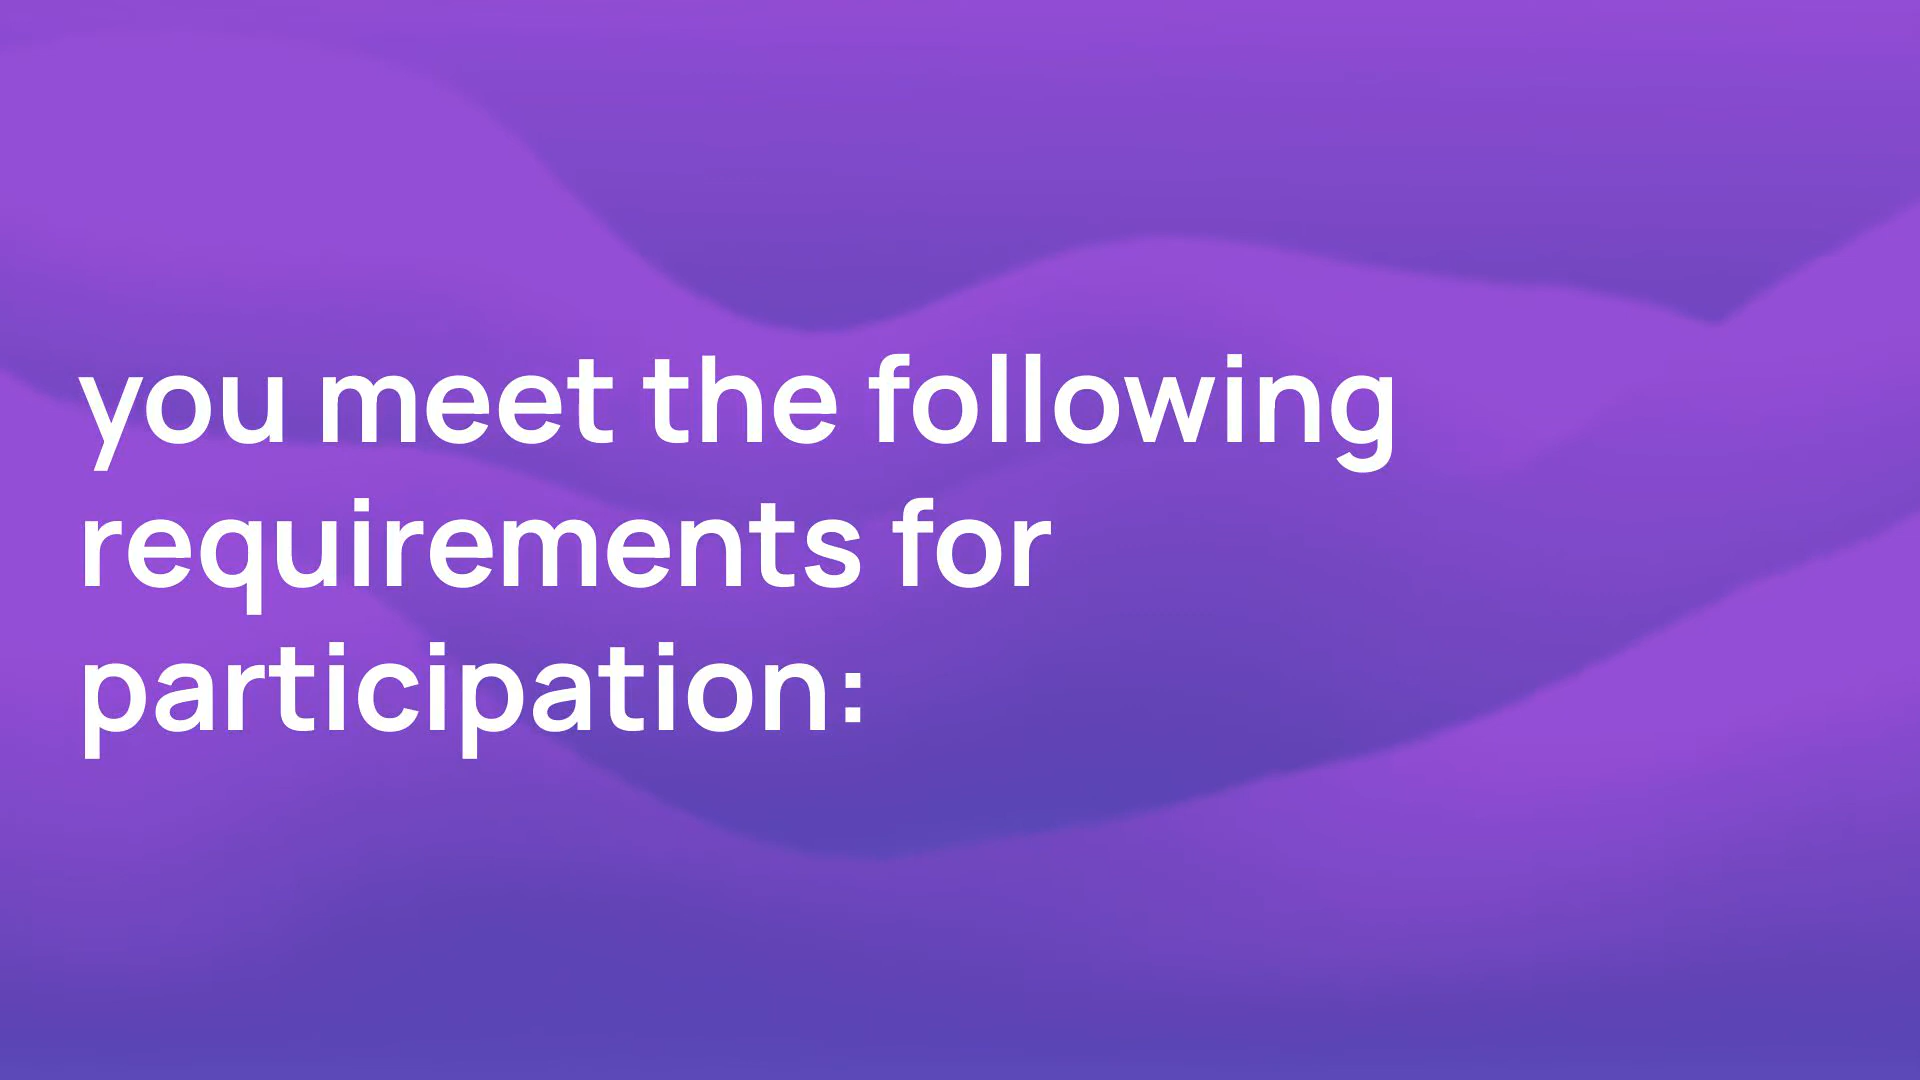 you meet the following
requirements for
participation: